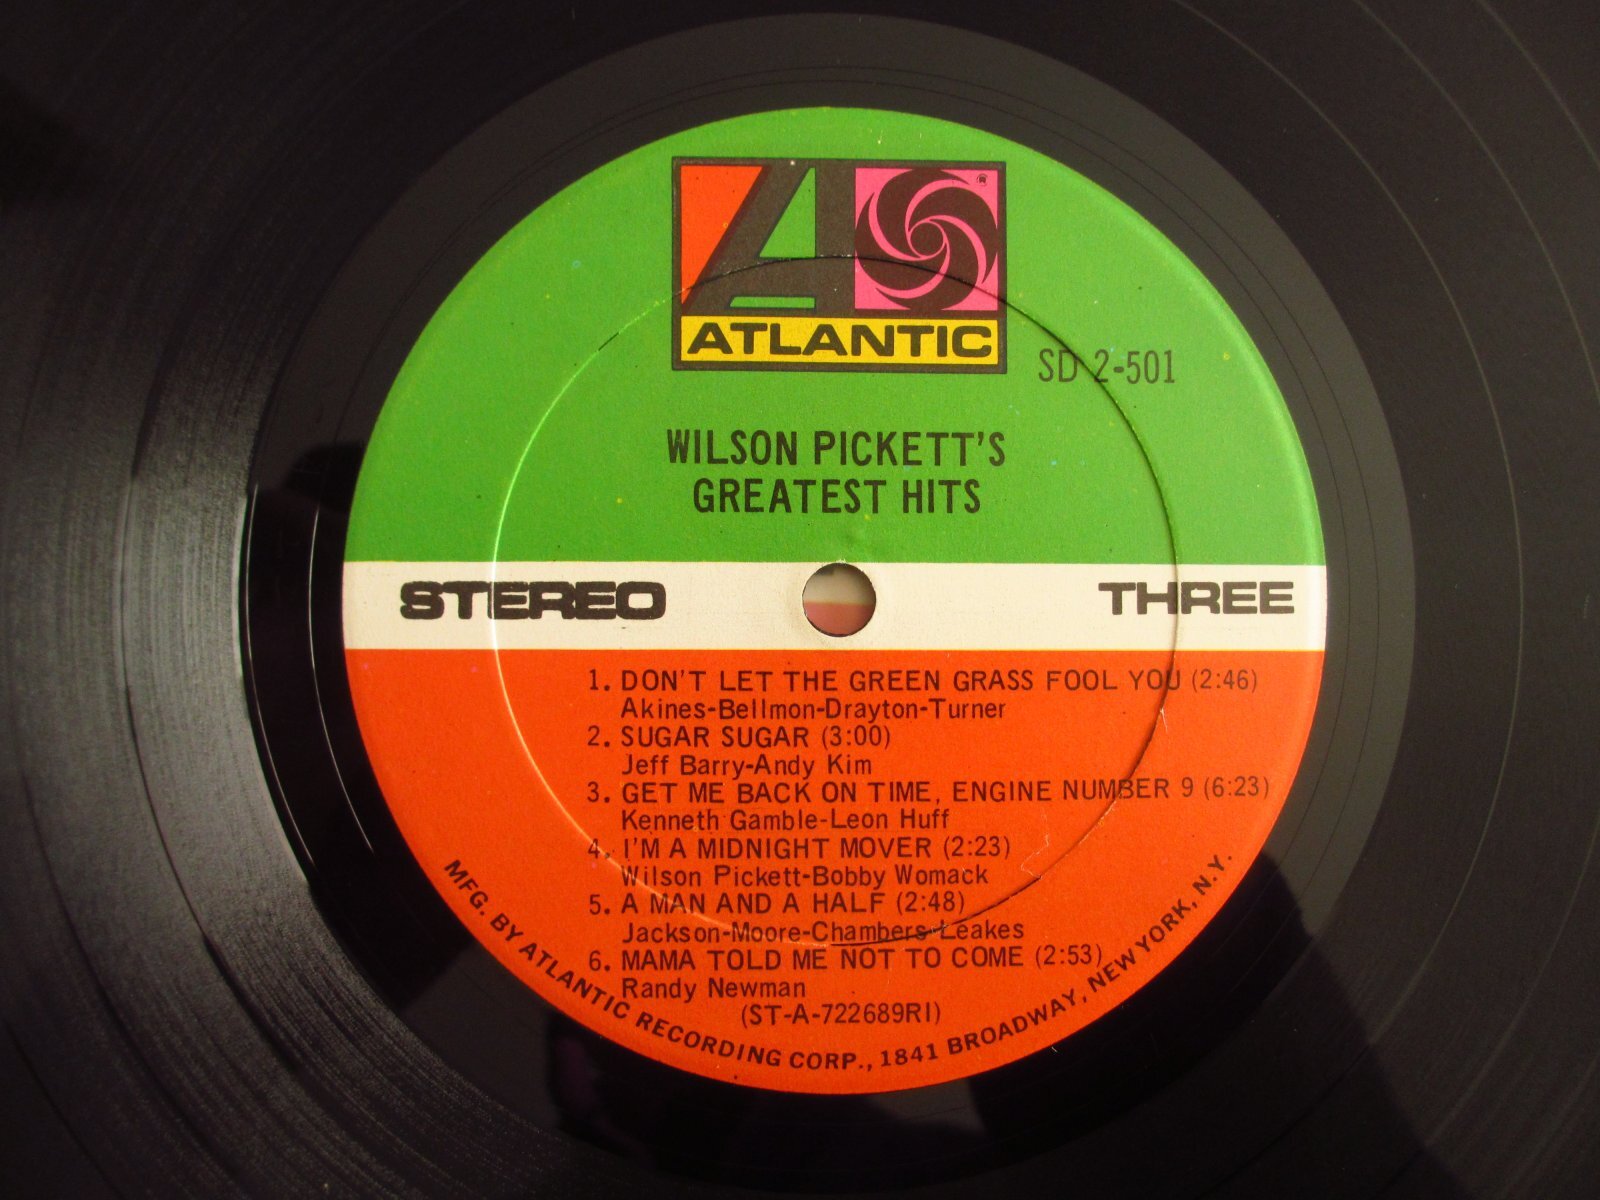 ATLANTIC
SD 2-501
WILSON PICKETT'S
GREATEST HITS
STEREO
THREE
1. DON'T LET THE GREEN GRASS FOOL YOU (2:46)
Akines-Bellmon-Drayton-Turner
2. SUGAR SUGAR (3:00)
Jeff Barry-Andy Kim
3. GET ME BACK ON TIME, ENGINE NUMBER 9 (6:23)
Kenneth Gamble-Leon Huff
4. I'M A MIDNIGHT MOVER (2:23)
Wilson Pickett-Bobby Womack
5. A MAN AND A HALF (2:48)
Jackson-Moore-Chambers-Leakes
6. MAMA TOLD ME NOT TO COME (2:53)
Randy Newman
(ST-A-722689RI)
MFG. BY ATLANTIC RECORDING CORP., 1841 BROADWAY, NEW YORK, N.Y.